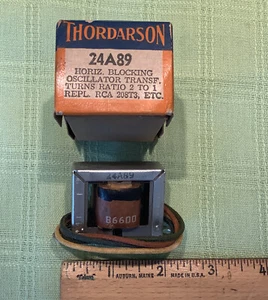 THORDARSON
24A89
HORIZ. BLOCKING
OSCILLATOR TRANSF.
TURNS RATIO 2 TO 1
REPL. RCA 208T3, ETC.
24A89
B6600
1 2 3 4
AUBURN, MAINE MADE IN U.S.A.